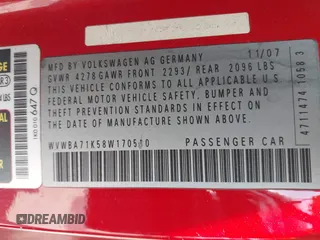 MFD BY VOLKSWAGEN AG GERMANY 11/07
GVWR 4278 GAWR FRONT 2293/ REAR 2096 LBS
THIS VEHICLE CONFORMS TO ALL APPLICABLE U.S.
FEDERAL MOTOR VEHICLE SAFETY, BUMPER AND
THEFT PREVENTION STANDARDS IN EFFECT ON
THE DATE OF MANUFACTURE SHOWN ABOVE
PASSENGER CAR
4711474 1058 3
647Q
DREAMBID